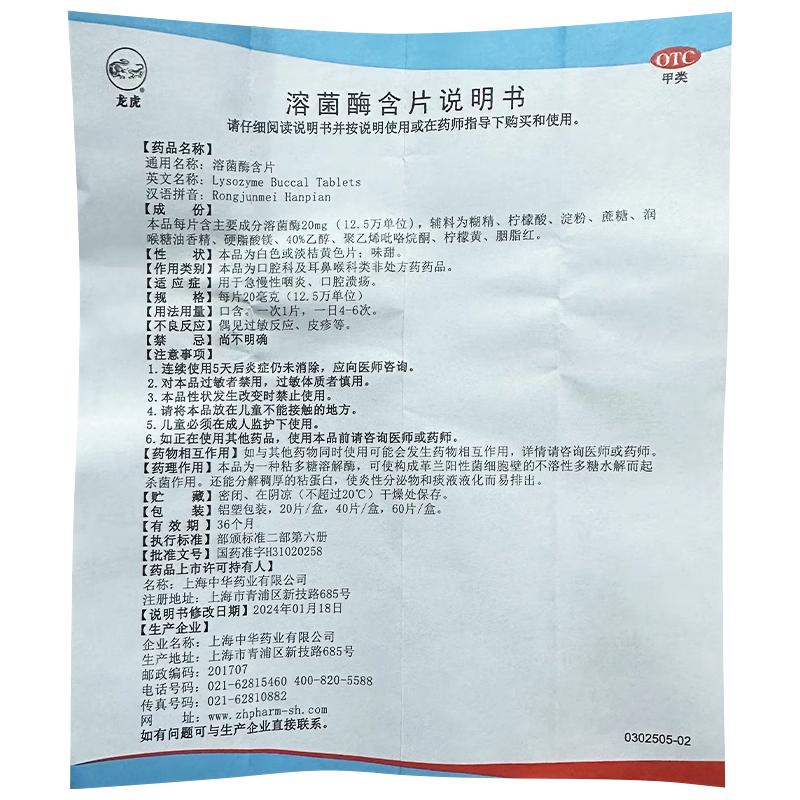 龙虎
OTC
甲类
溶菌酶含片说明书
请仔细阅读说明书并按说明使用或在药师指导下购买和使用。
【药品名称】
通用名称：溶菌酶含片
英文名称：Lysozyme Buccal Tablets
汉语拼音：Rongjunmei Hanpian
【成　　份】
本品每片含主要成分溶菌酶20mg（12.5万单位），辅料为糊精、柠檬酸、淀粉、蔗糖、润
喉糖油香精、硬脂酸镁、40%乙醇、聚乙烯吡咯烷酮、柠檬黄、胭脂红。
【性　　状】本品为白色或淡桔黄色片；味甜。
【作用类别】本品为口腔科及耳鼻喉科类非处方药药品。
【适 应 症】用于急慢性咽炎、口腔溃疡。
【规　　格】每片20毫克（12.5万单位）
【用法用量】口含。一次1片，一日4-6次。
【不良反应】偶见过敏反应、皮疹等。
【禁　　忌】尚不明确
【注意事项】
1. 连续使用5天后炎症仍未消除，应向医师咨询。
2. 对本品过敏者禁用，过敏体质者慎用。
3. 本品性状发生改变时禁止使用。
4. 请将本品放在儿童不能接触的地方。
5. 儿童必须在成人监护下使用。
6. 如正在使用其他药品，使用本品前请咨询医师或药师。
【药物相互作用】如与其他药物同时使用可能会发生药物相互作用，详情请咨询医师或药师。
【药理作用】本品为一种粘多糖溶解酶，可使构成革兰阳性菌细胞壁的不溶性多糖水解而起
杀菌作用。还能分解稠厚的粘蛋白，使炎性分泌物和痰液液化而易排出。
【贮　　藏】密闭、在阴凉（不超过20℃）干燥处保存。
【包　　装】铝塑包装，20片/盒，40片/盒，60片/盒。
【有 效 期】36个月
【执行标准】部颁标准二部第六册
【批准文号】国药准字H31020258
【药品上市许可持有人】
名称：上海中华药业有限公司
注册地址：上海市青浦区新技路685号
【说明书修改日期】2024年01月18日
【生产企业】
企业名称：上海中华药业有限公司
生产地址：上海市青浦区新技路685号
邮政编码：201707
电话号码：021-62815460 400-820-5588
传真号码：021-62810882
网　　址：www.zhpharm-sh.com
如有问题可与生产企业直接联系。
0302505-02